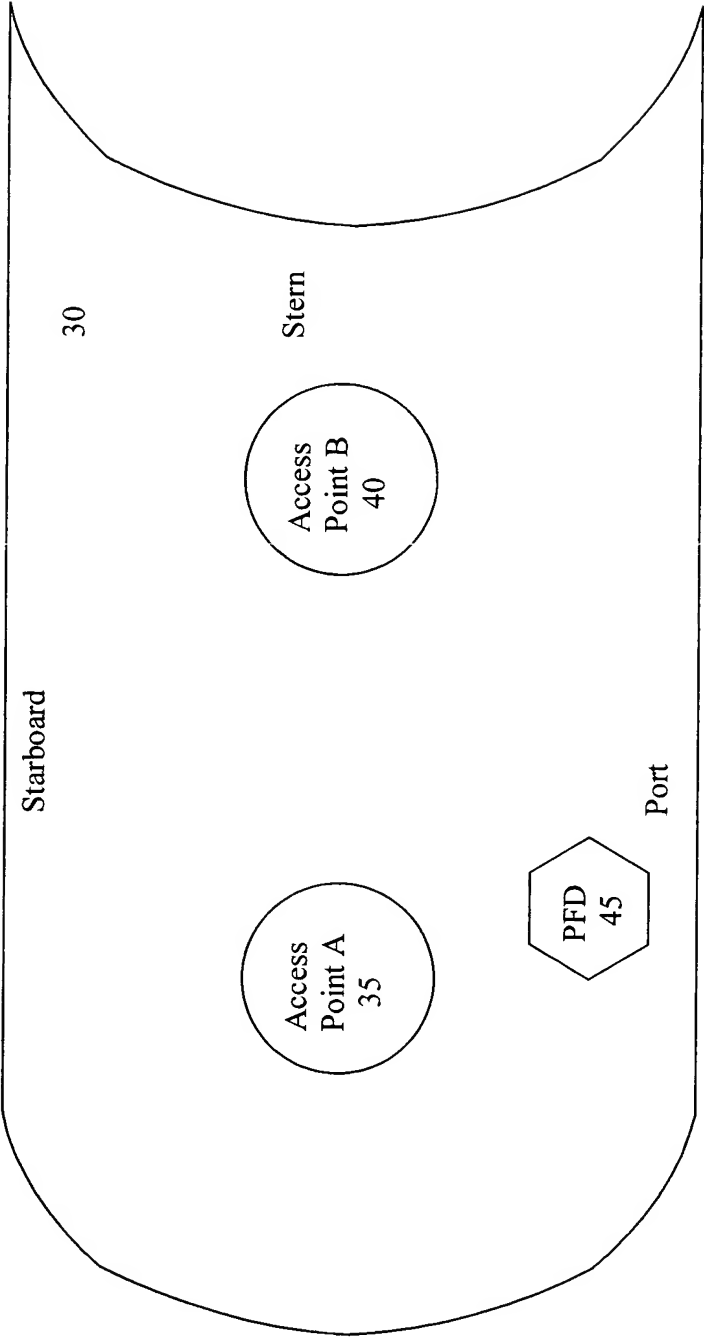 Starboard
30
Access
Point A
35
Access
Point B
40
Stern
PFD
45
Port